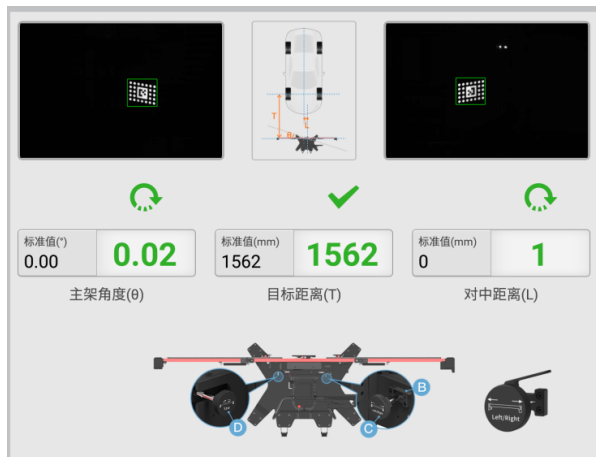 T
L
θ
标准值(°)
0.00
0.02
标准值(mm)
1562
1562
标准值(mm)
0
1
主架角度(θ)
目标距离(T)
对中距离(L)
B
D
C
Left/Right